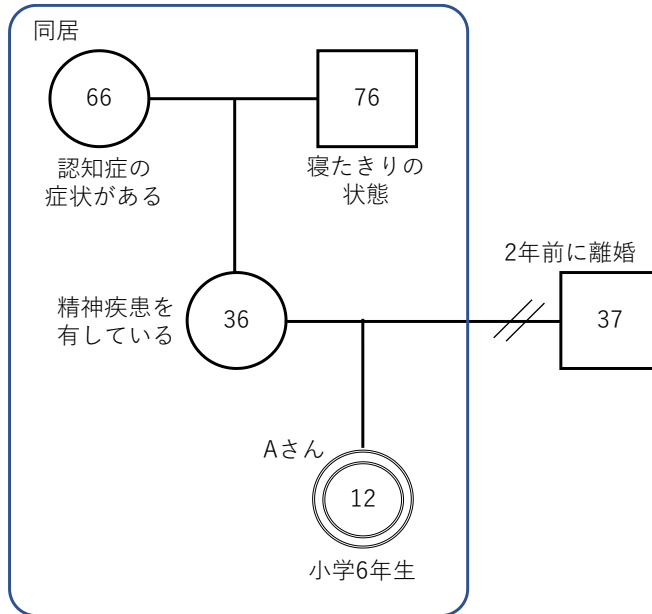 同居
66
76
認知症の
症状がある
寝たきりの
状態
2年前に離婚
精神疾患を
有している
36
37
Aさん
12
小学6年生